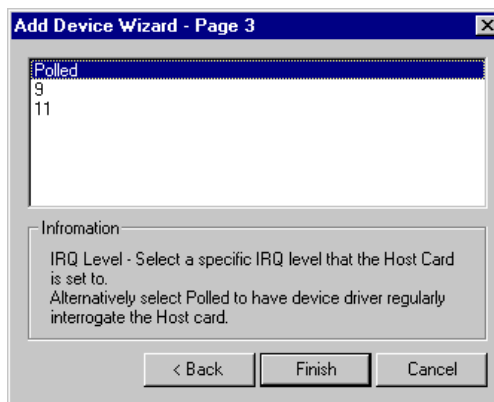 Add Device Wizard - Page 3
Polled
9
11
Infromation
IRQ Level - Select a specific IRQ level that the Host Card
is set to.
Alternatively select Polled to have device driver regularly
interrogate the Host card.
< Back
Finish
Cancel